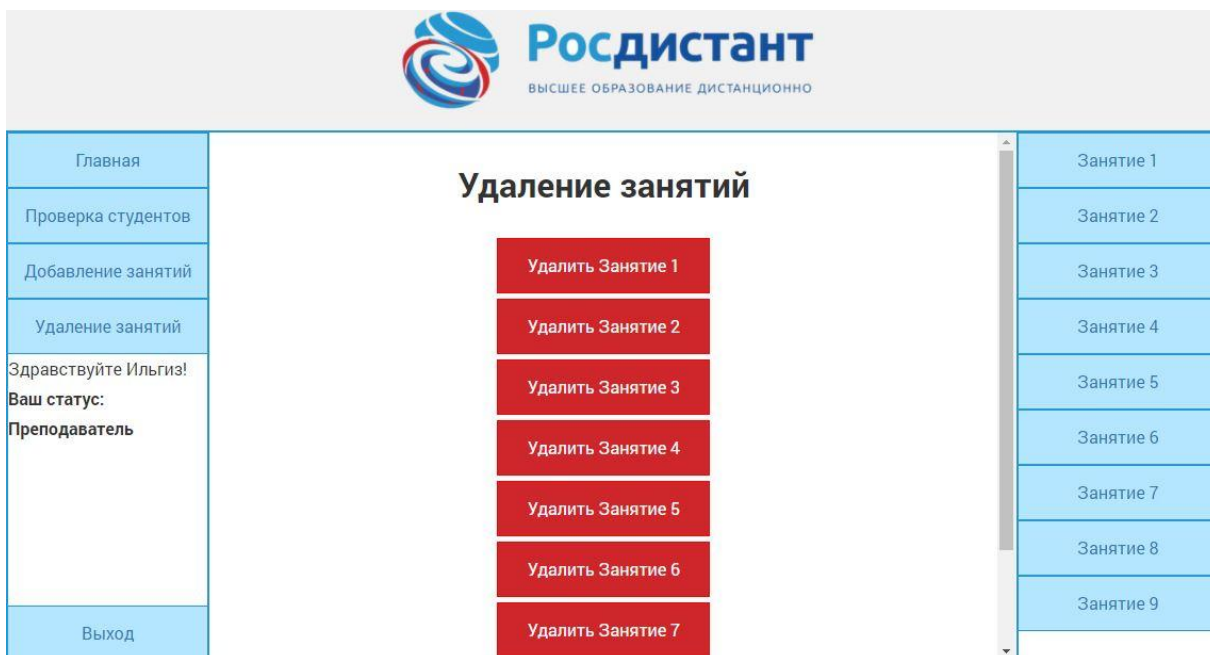 Росдистант
ВЫСШЕЕ ОБРАЗОВАНИЕ ДИСТАНЦИОННО
Главная
Проверка студентов
Добавление занятий
Удаление занятий
Здравствуйте Ильгиз!
Ваш статус:
Преподаватель
Выход
Удаление занятий
Удалить Занятие 1
Удалить Занятие 2
Удалить Занятие 3
Удалить Занятие 4
Удалить Занятие 5
Удалить Занятие 6
Удалить Занятие 7
Занятие 1
Занятие 2
Занятие 3
Занятие 4
Занятие 5
Занятие 6
Занятие 7
Занятие 8
Занятие 9